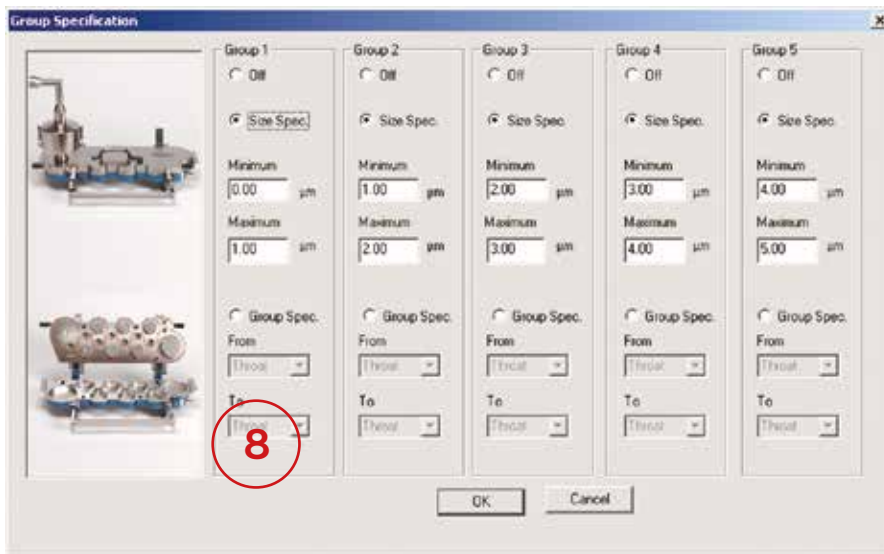 Group Specification
Group 1 Group 2 Group 3 Group 4 Group 5
Off Off Off Off Off
Size Spec. Size Spec. Size Spec. Size Spec. Size Spec.
Minimum Minimum Minimum Minimum Minimum
0.00 µm 1.00 µm 2.00 µm 3.00 µm 4.00 µm
Maximum Maximum Maximum Maximum Maximum
1.00 µm 2.00 µm 3.00 µm 4.00 µm 5.00 µm
Group Spec. Group Spec. Group Spec. Group Spec. Group Spec.
From From From From From
Throat Throat Throat Throat Throat
To To To To To
Throat Throat Throat Throat Throat
8
OK Cancel